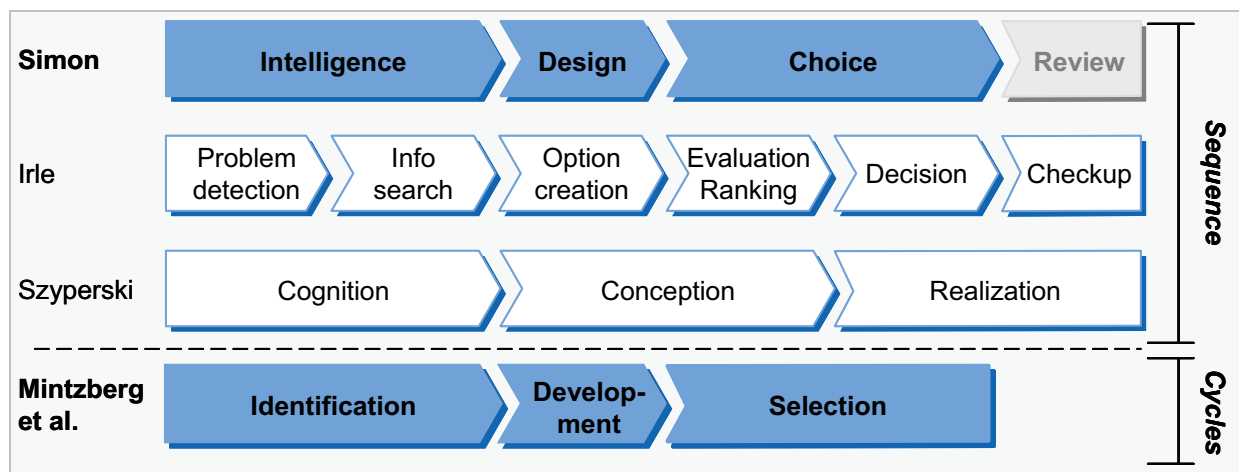 Simon
Intelligence
Design
Choice
Review
Irle
Problem
detection
Info
search
Option
creation
Evaluation
Ranking
Decision
Checkup
Szyperski
Cognition
Conception
Realization
Sequence
Mintzberg
et al.
Identification
Develop-
ment
Selection
Cycles